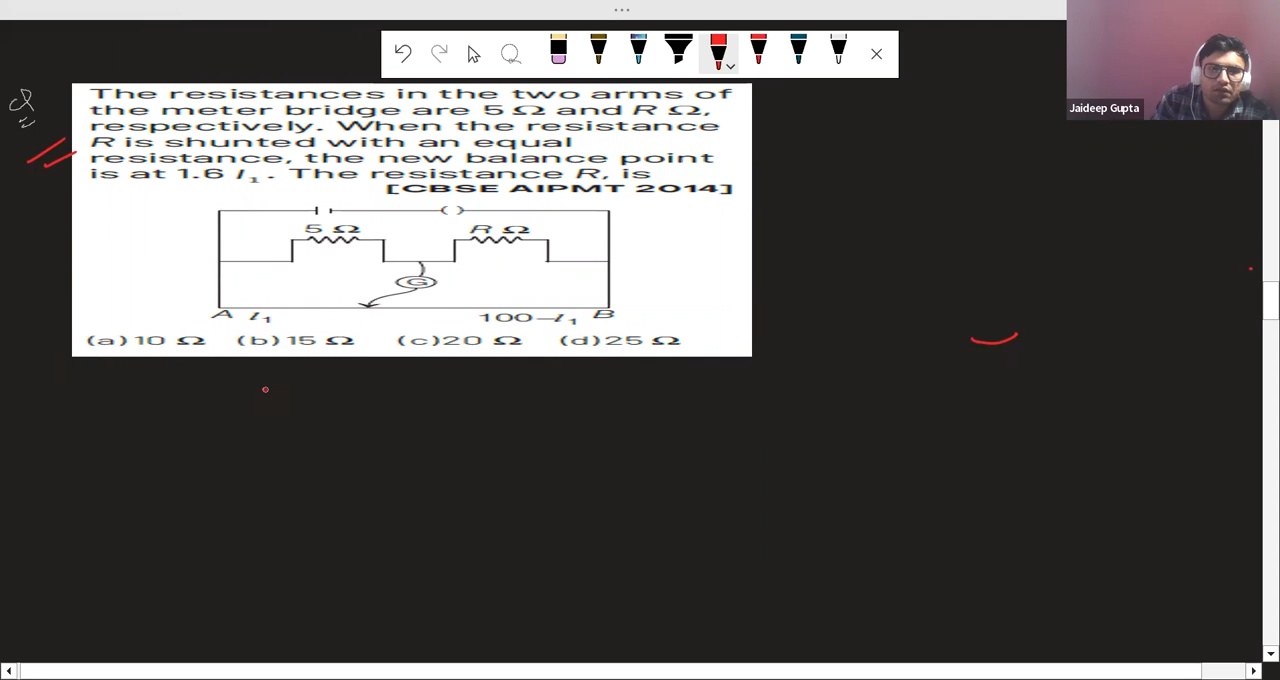 Jaideep Gupta
The resistances in the two arms of
the meter bridge are 5 Ω and R Ω,
respectively. When the resistance
R is shunted with an equal
resistance, the new balance point
is at 1.6 l₁. The resistance R, is
[CBSE AIPMT 2014]
5 Ω R Ω
G
A l₁ 100–l₁ B
(a) 10 Ω (b) 15 Ω (c) 20 Ω (d) 25 Ω